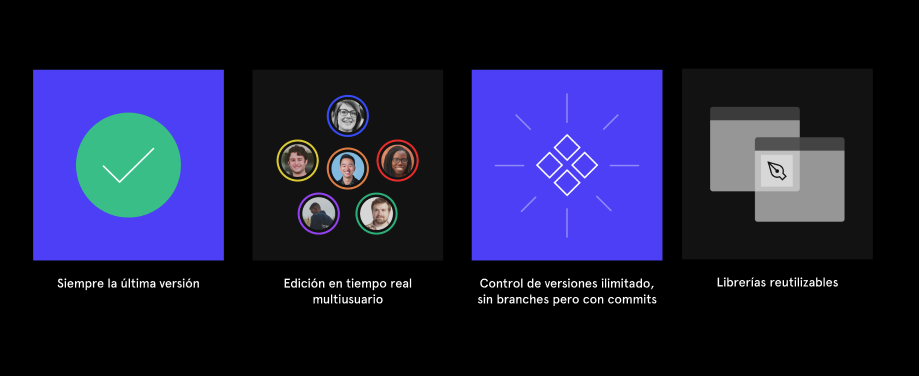 Siempre la última versión
Edición en tiempo real
multiusuario
Control de versiones ilimitado,
sin branches pero con commits
Librerías reutilizables